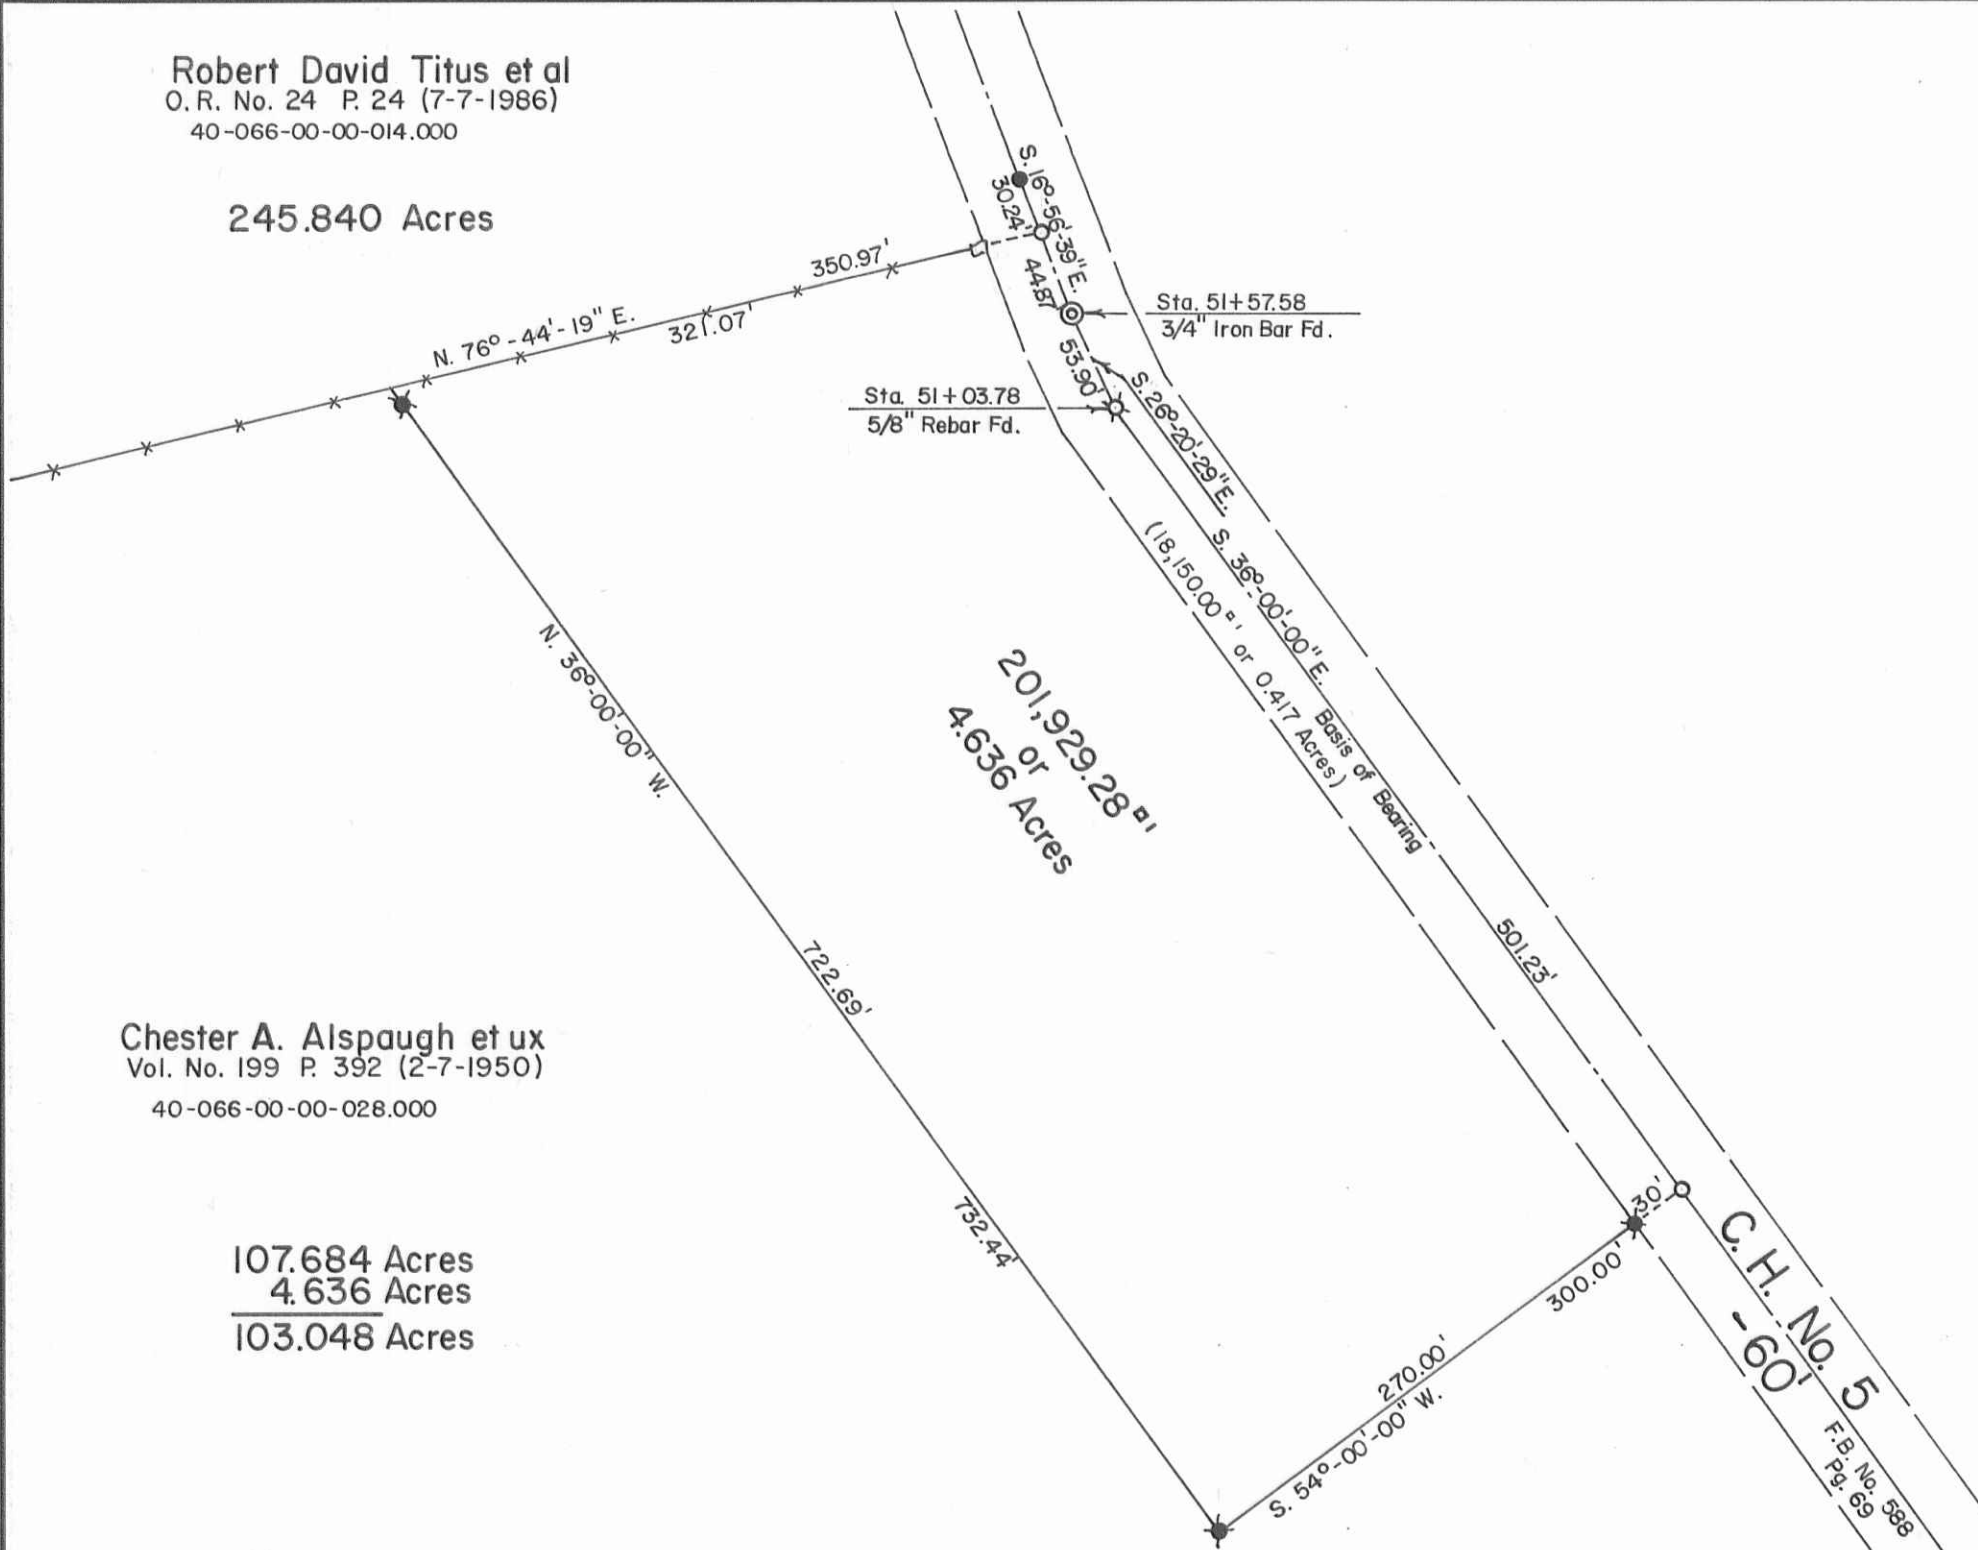 Robert David Titus et al
O.R. No. 24 P. 24 (7-7-1986)
40-066-00-00-014.000
245.840 Acres
S. 16°-56'-39" E.
30.24'
44.87'
350.97'
N. 76°-44'-19" E.
321.07'
Sta. 51+57.58
3/4" Iron Bar Fd.
53.90'
Sta. 51+03.78
5/8" Rebar Fd.
S. 26°-20'-29" E.
S. 36°-00'-00" E. Basis of Bearing
(18,150.00 □' or 0.417 Acres)
N. 36°-00'-00" W.
201,929.28 □'
or
4.636 Acres
501.23'
722.69'
Chester A. Alspaugh et ux
Vol. No. 199 P. 392 (2-7-1950)
40-066-00-00-028.000
732.44'
30'
300.00'
107.684 Acres
4.636 Acres
103.048 Acres
270.00'
S. 54°-00'-00" W.
C. H. No. 5
-60'
F.B. No. 588
Pg. 69